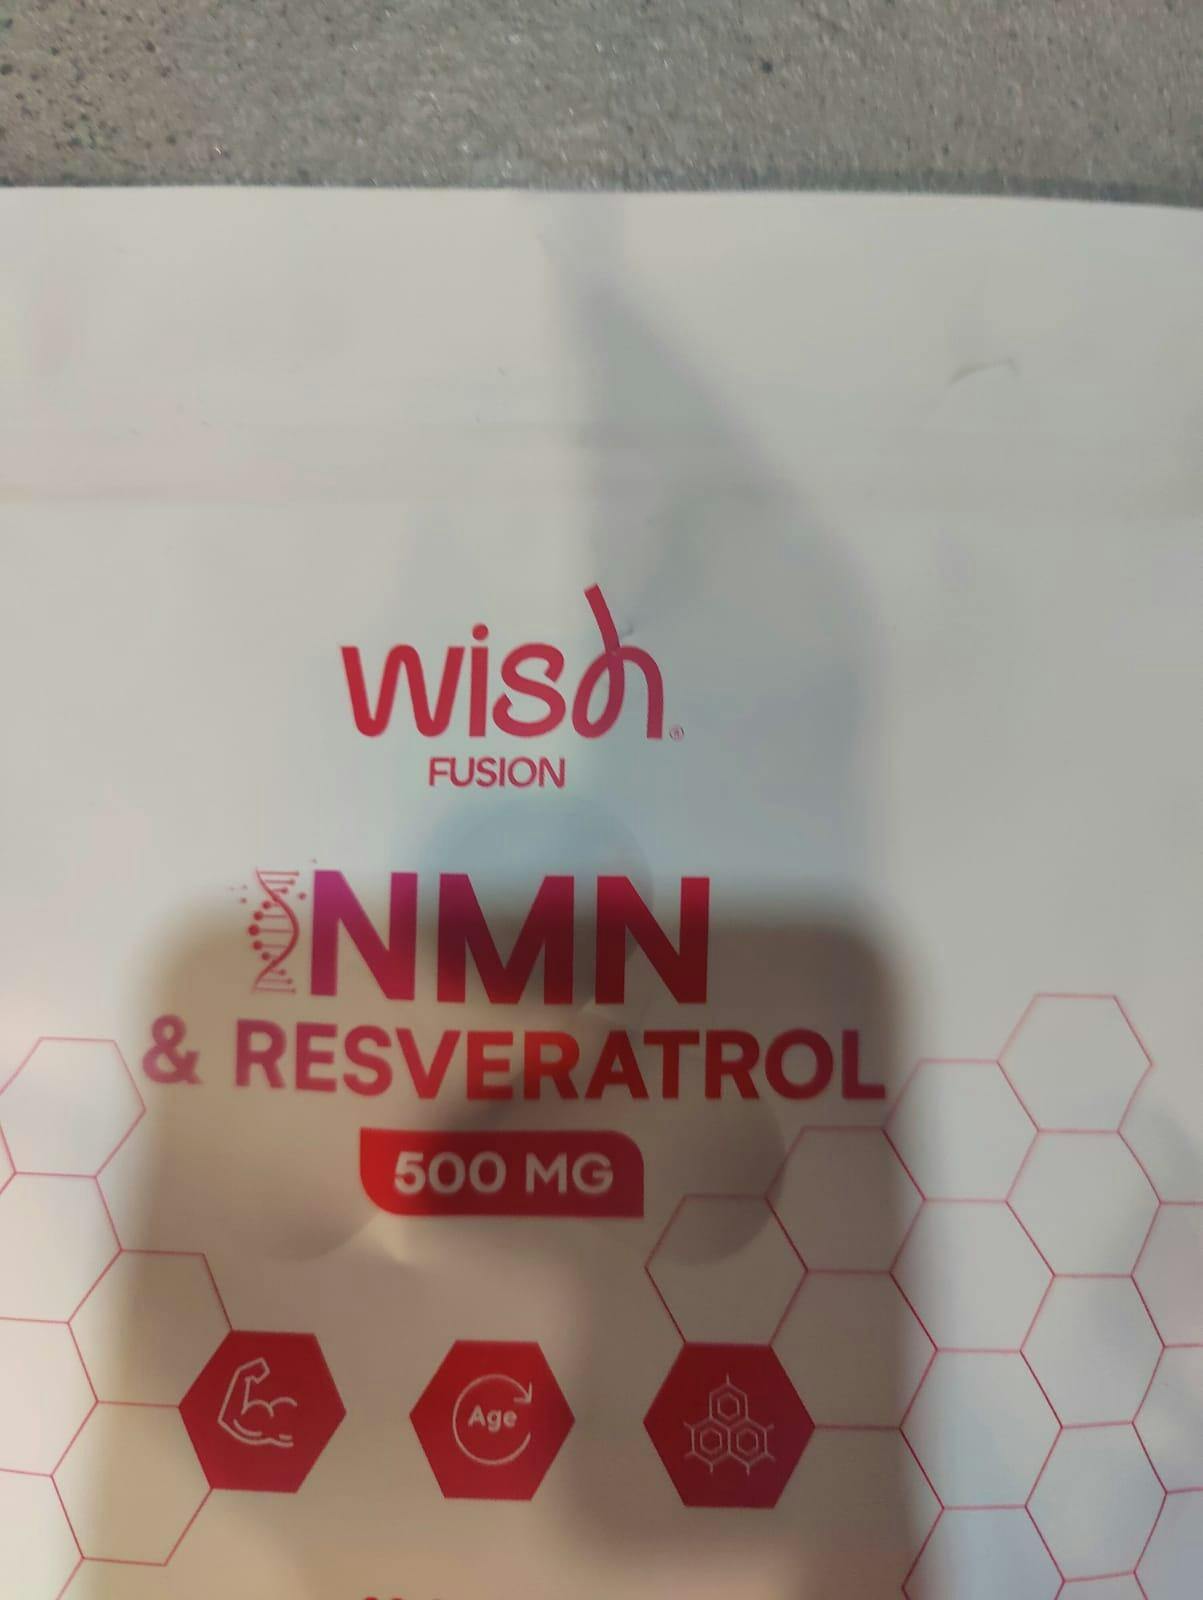 wish®
FUSION
NMN
& RESVERATROL
500 MG
Age